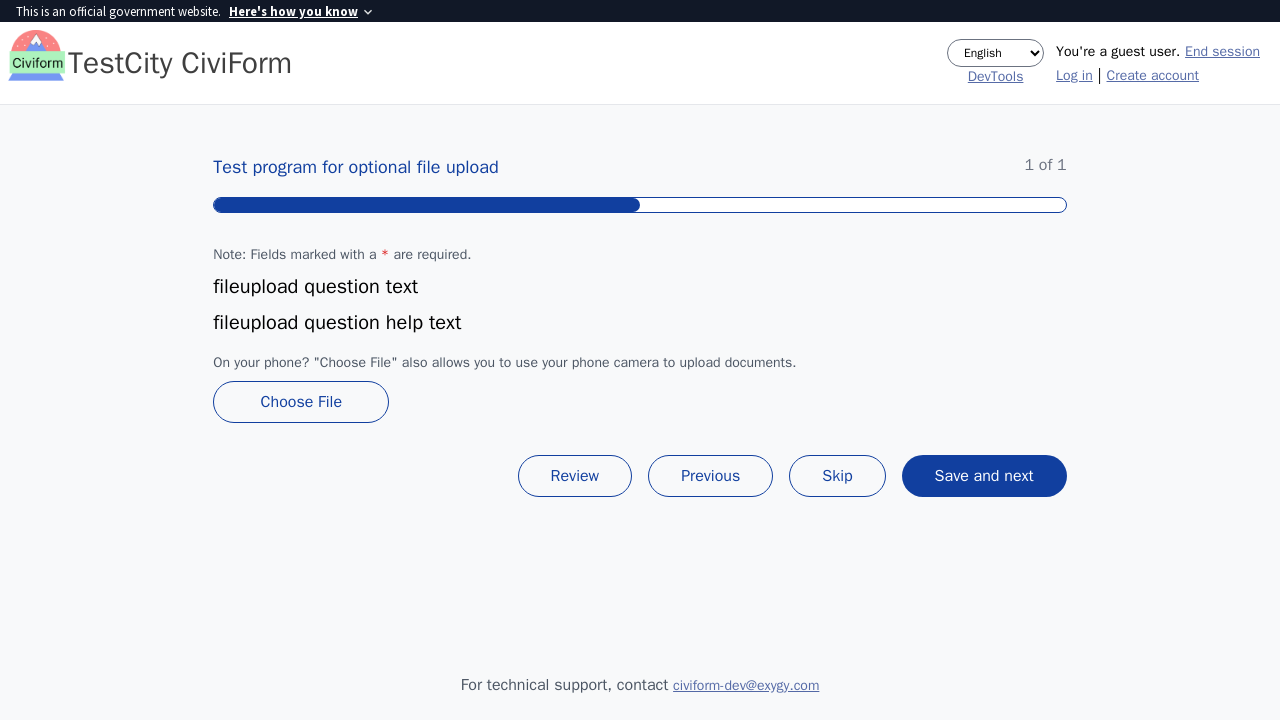 This is an official government website. Here's how you know
Civiform
TestCity CiviForm
English
DevTools
You're a guest user. End session
Log in | Create account
Test program for optional file upload
1 of 1
Note: Fields marked with a * are required.
fileupload question text
fileupload question help text
On your phone? "Choose File" also allows you to use your phone camera to upload documents.
Choose File
Review
Previous
Skip
Save and next
For technical support, contact civiform-dev@exygy.com